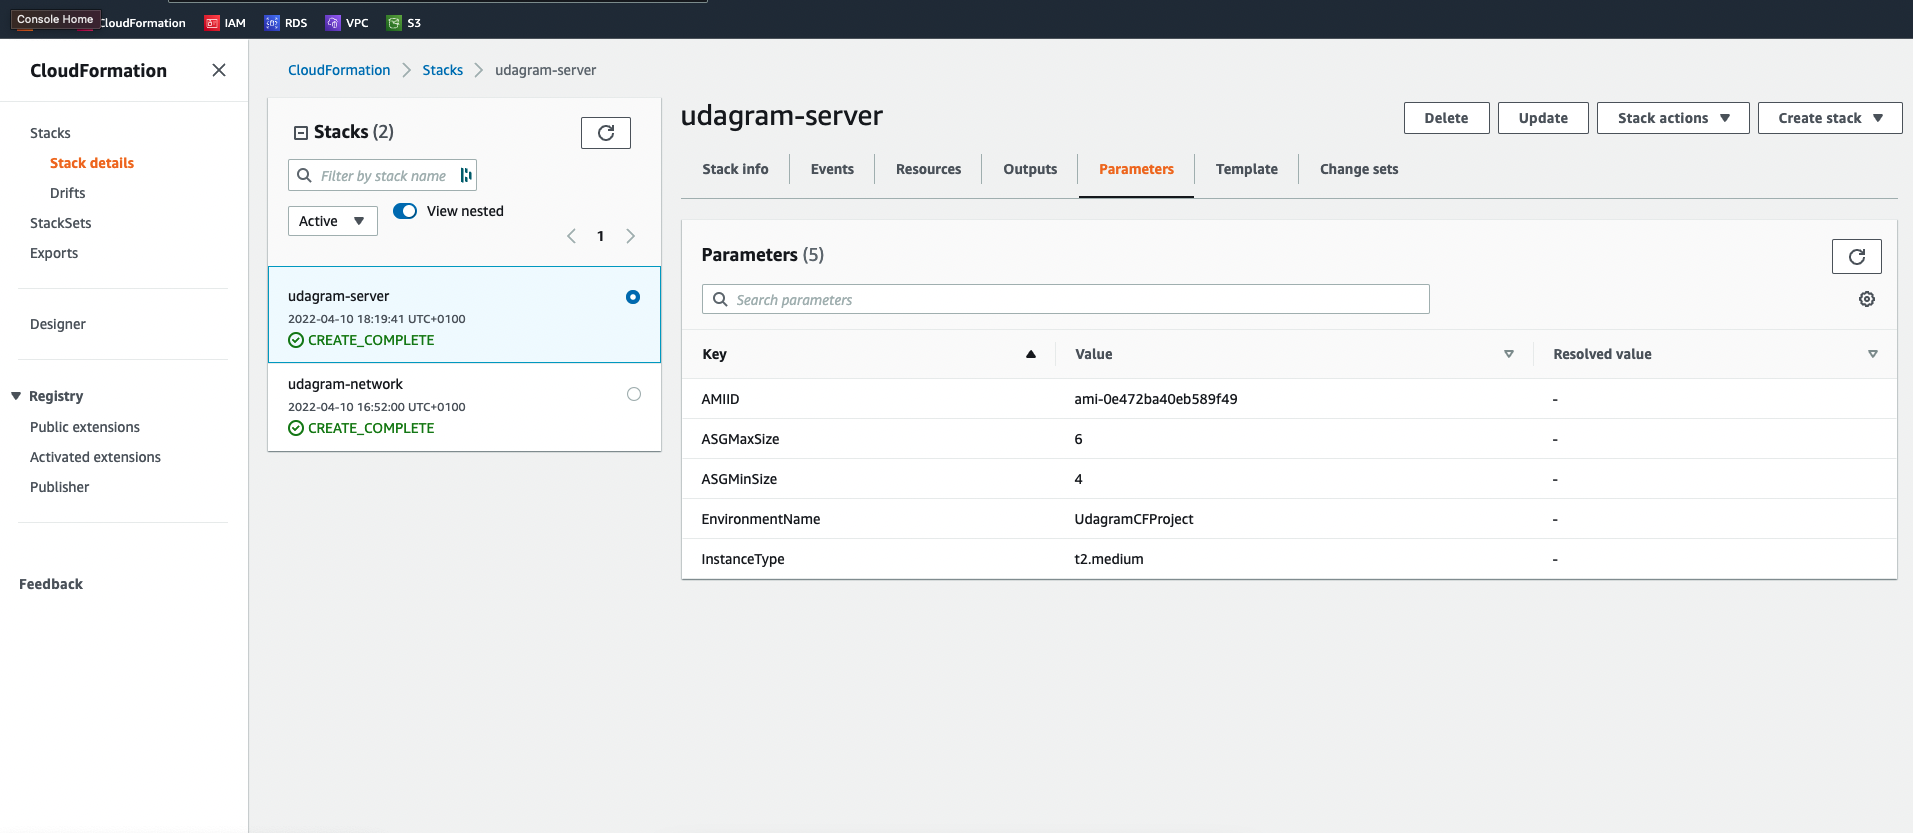 Console Home
CloudFormation
IAM
RDS
VPC
S3
CloudFormation
Stacks
Stack details
Drifts
StackSets
Exports
Designer
Registry
Public extensions
Activated extensions
Publisher
Feedback
CloudFormation
Stacks
udagram-server
Stacks (2)
Filter by stack name
Active
View nested
1
udagram-server
2022-04-10 18:19:41 UTC+0100
CREATE_COMPLETE
udagram-network
2022-04-10 16:52:00 UTC+0100
CREATE_COMPLETE
udagram-server
Delete
Update
Stack actions
Create stack
Stack info
Events
Resources
Outputs
Parameters
Template
Change sets
Parameters (5)
Search parameters
Key Value Resolved value
AMIID ami-0e472ba40eb589f49 -
ASGMaxSize 6 -
ASGMinSize 4 -
EnvironmentName UdagramCFProject -
InstanceType t2.medium -